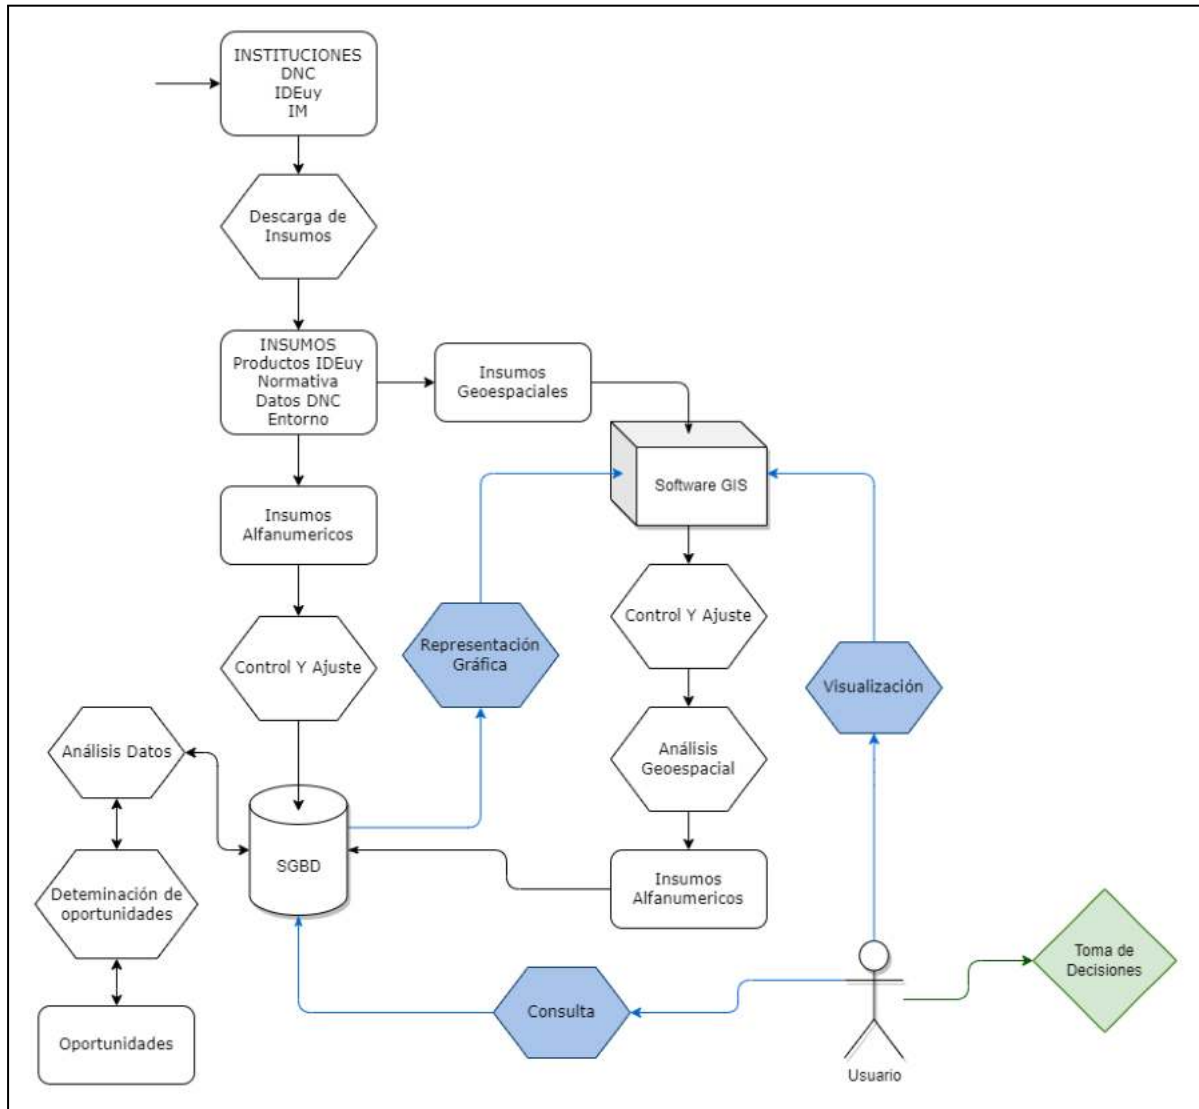 INSTITUCIONES
DNC
IDEuy
IM
Descarga de
Insumos
INSUMOS
Productos IDEuy
Normativa
Datos DNC
Entorno
Insumos
Geoespaciales
Software GIS
Insumos
Alfanumericos
Control Y Ajuste
Representación
Gráfica
Control Y Ajuste
Visualización
Análisis Datos
Análisis
Geoespacial
SGBD
Insumos
Alfanumericos
Deteminación de
oportunidades
Toma de
Decisiones
Consulta
Oportunidades
Usuario